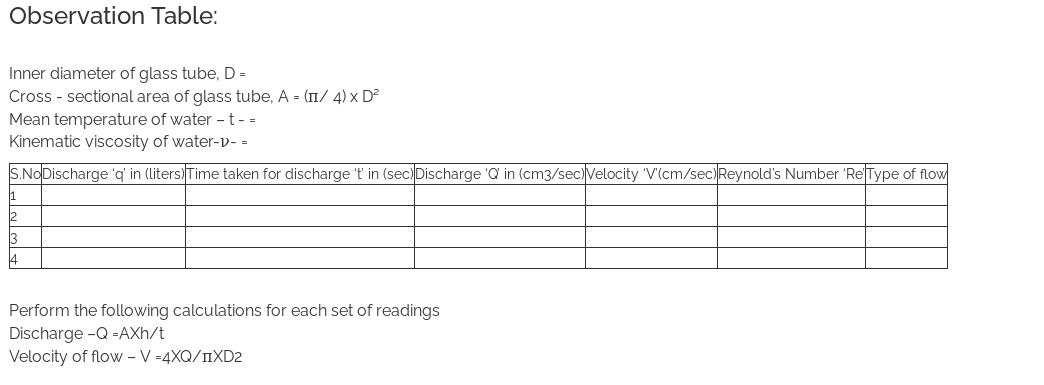 Observation Table:
Inner diameter of glass tube, D =
Cross - sectional area of glass tube, A = (π/ 4) x D²
Mean temperature of water – t - =
Kinematic viscosity of water-ν- =
S.No Discharge ‘q’ in (liters) Time taken for discharge ‘t’ in (sec) Discharge ‘Q’ in (cm3/sec) Velocity ‘V’(cm/sec) Reynold’s Number ‘Re’ Type of flow
1
2
3
4
Perform the following calculations for each set of readings
Discharge –Q =AXh/t
Velocity of flow – V =4XQ/πXD2